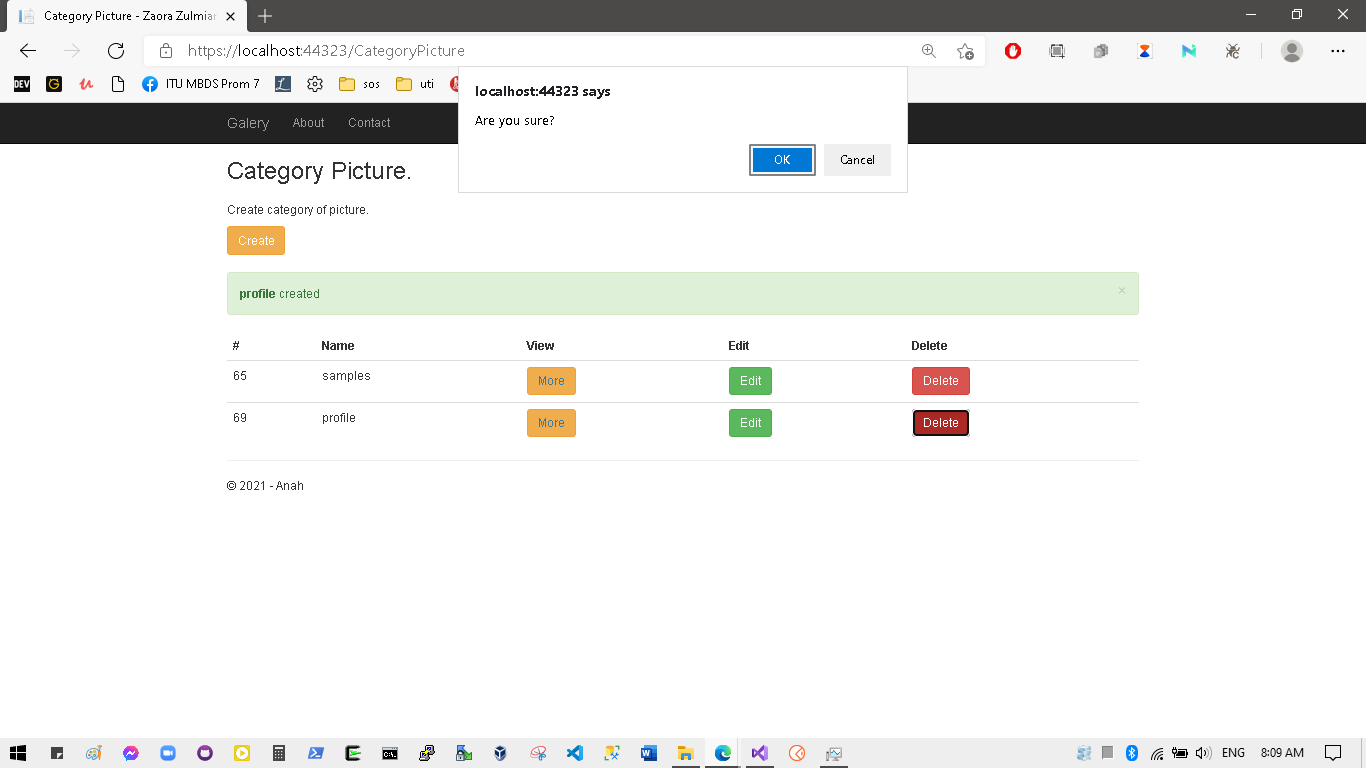 Category Picture - Zaora Zulmiar
https://localhost:44323/CategoryPicture
DEV G ITU MBDS Prom 7 sos uti
localhost:44323 says
Are you sure?
OK Cancel
Galery About Contact
Category Picture.
Create category of picture.
Create
profile created ×
# Name View Edit Delete
65 samples More Edit Delete
69 profile More Edit Delete
© 2021 - Anah
ENG 8:09 AM